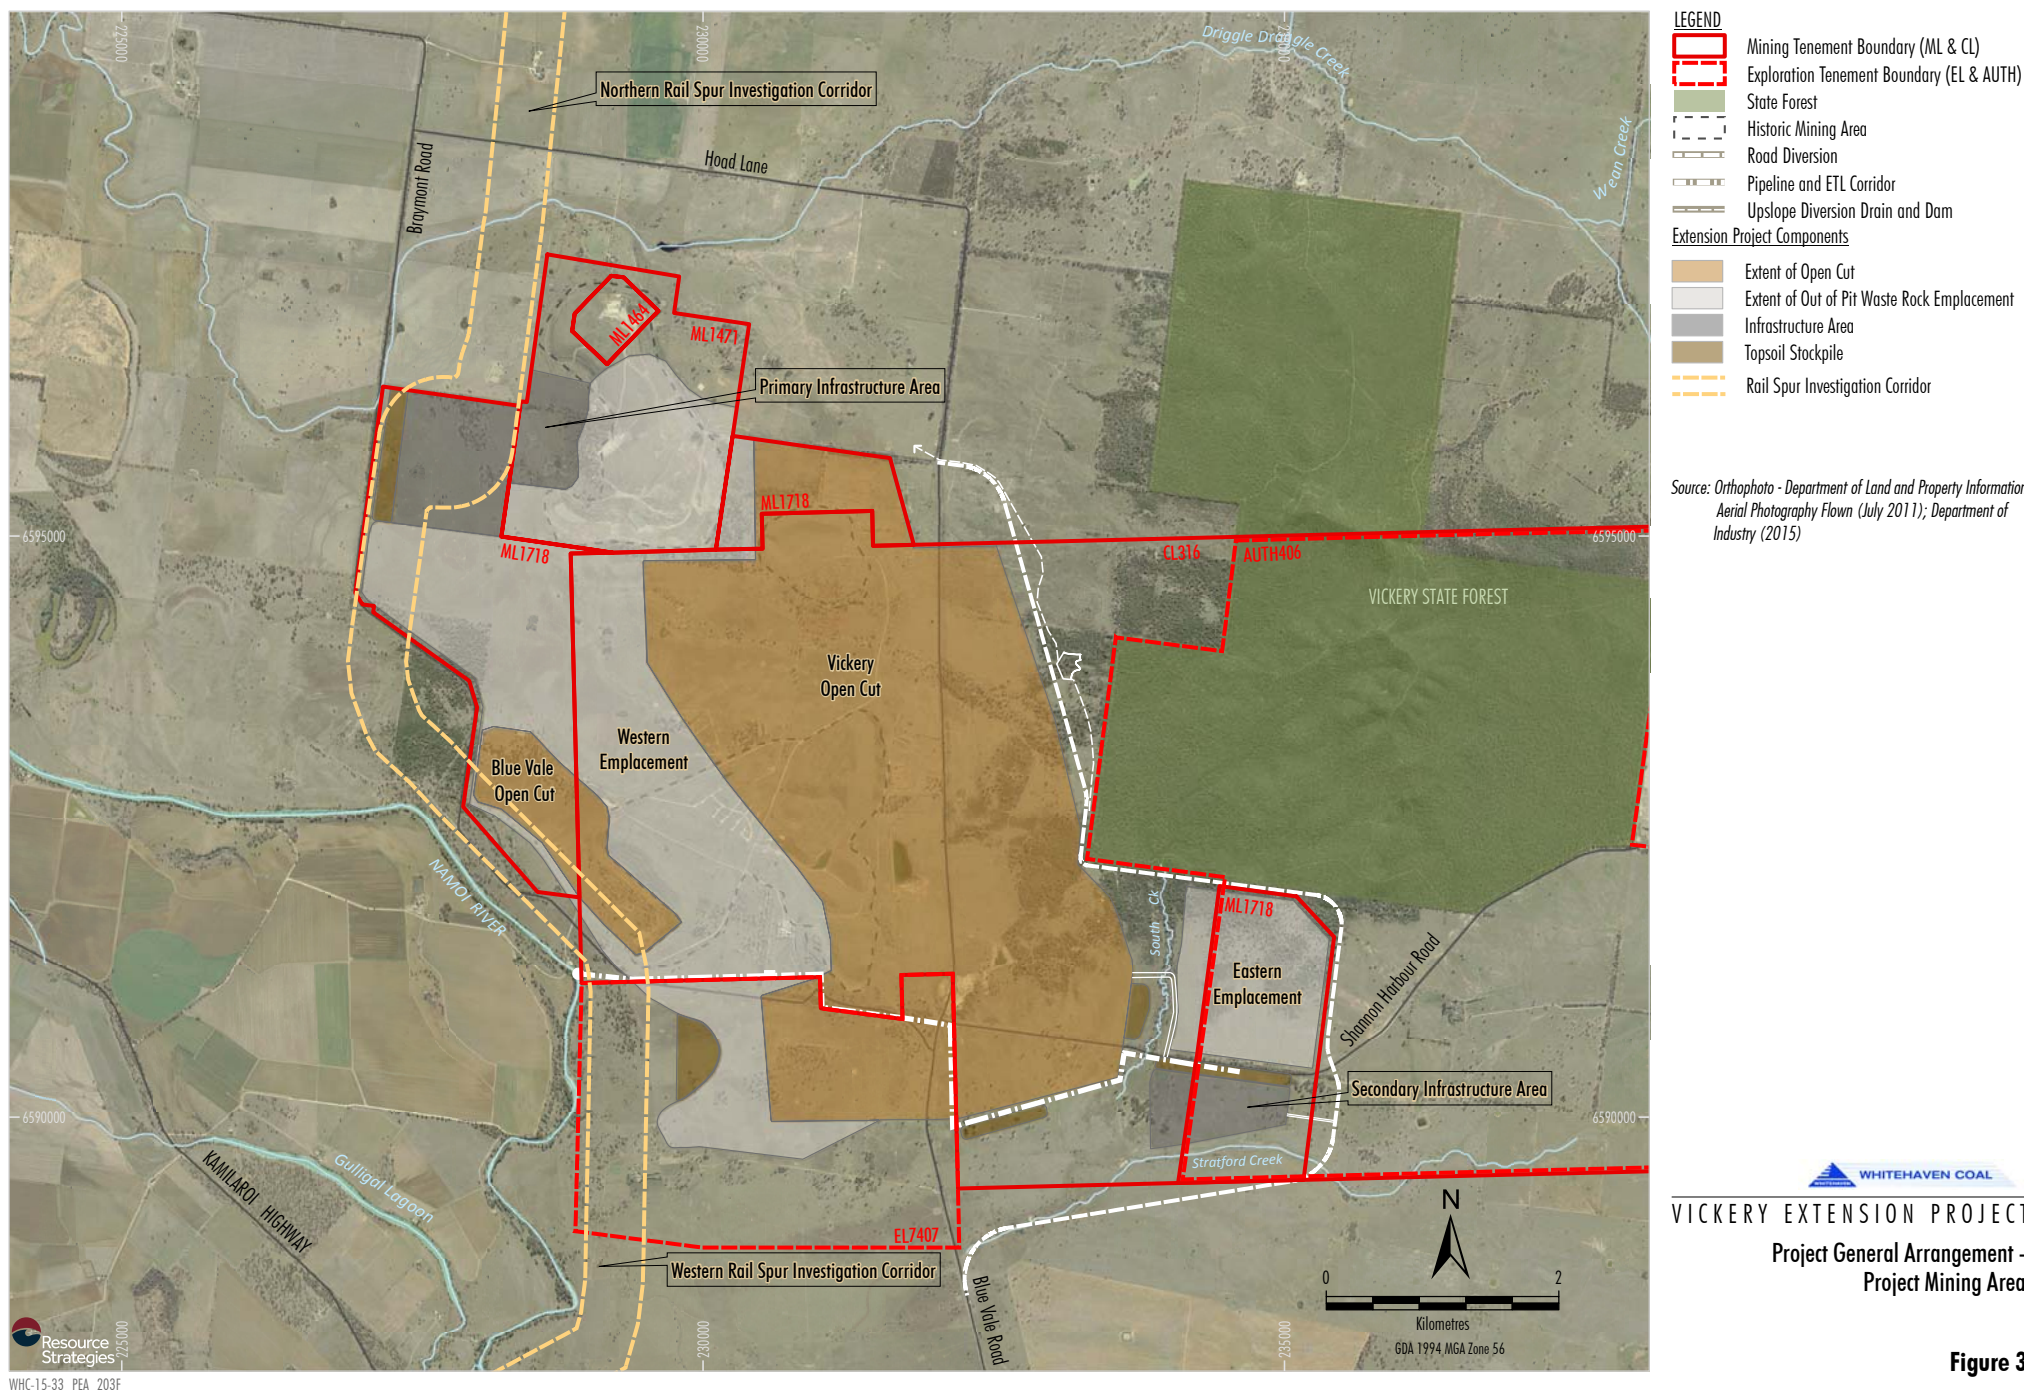 LEGEND
Mining Tenement Boundary (ML & CL)
Exploration Tenement Boundary (EL & AUTH)
State Forest
Historic Mining Area
Road Diversion
Pipeline and ETL Corridor
Upslope Diversion Drain and Dam
Extension Project Components
Extent of Open Cut
Extent of Out of Pit Waste Rock Emplacement
Infrastructure Area
Topsoil Stockpile
Rail Spur Investigation Corridor
Source: Orthophoto - Department of Land and Property Information
Aerial Photography Flown (July 2011); Department of
Industry (2015)
225000
230000
235000
Driggle Draggle Creek
Northern Rail Spur Investigation Corridor
Wean Creek
Braymont Road
Hoad Lane
ML1464
ML1471
Primary Infrastructure Area
ML1718
6595000
ML1718
CL316
AUTH406
6595000
VICKERY STATE FOREST
Vickery
Open Cut
Western
Emplacement
Blue Vale
Open Cut
NAMOI RIVER
South Ck
ML1718
Eastern
Emplacement
Shannon Harbour Road
Secondary Infrastructure Area
6590000
6590000
Stratford Creek
KAMILAROI HIGHWAY
Gulligal Lagoon
EL7407
Western Rail Spur Investigation Corridor
Blue Vale Road
N
0
2
Kilometres
GDA 1994 MGA Zone 56
225000
230000
235000
Resource
Strategies
WHC-15-33 PEA 203F
WHITEHAVEN
WHITEHAVEN COAL
VICKERY EXTENSION PROJECT
Project General Arrangement -
Project Mining Area
Figure 3